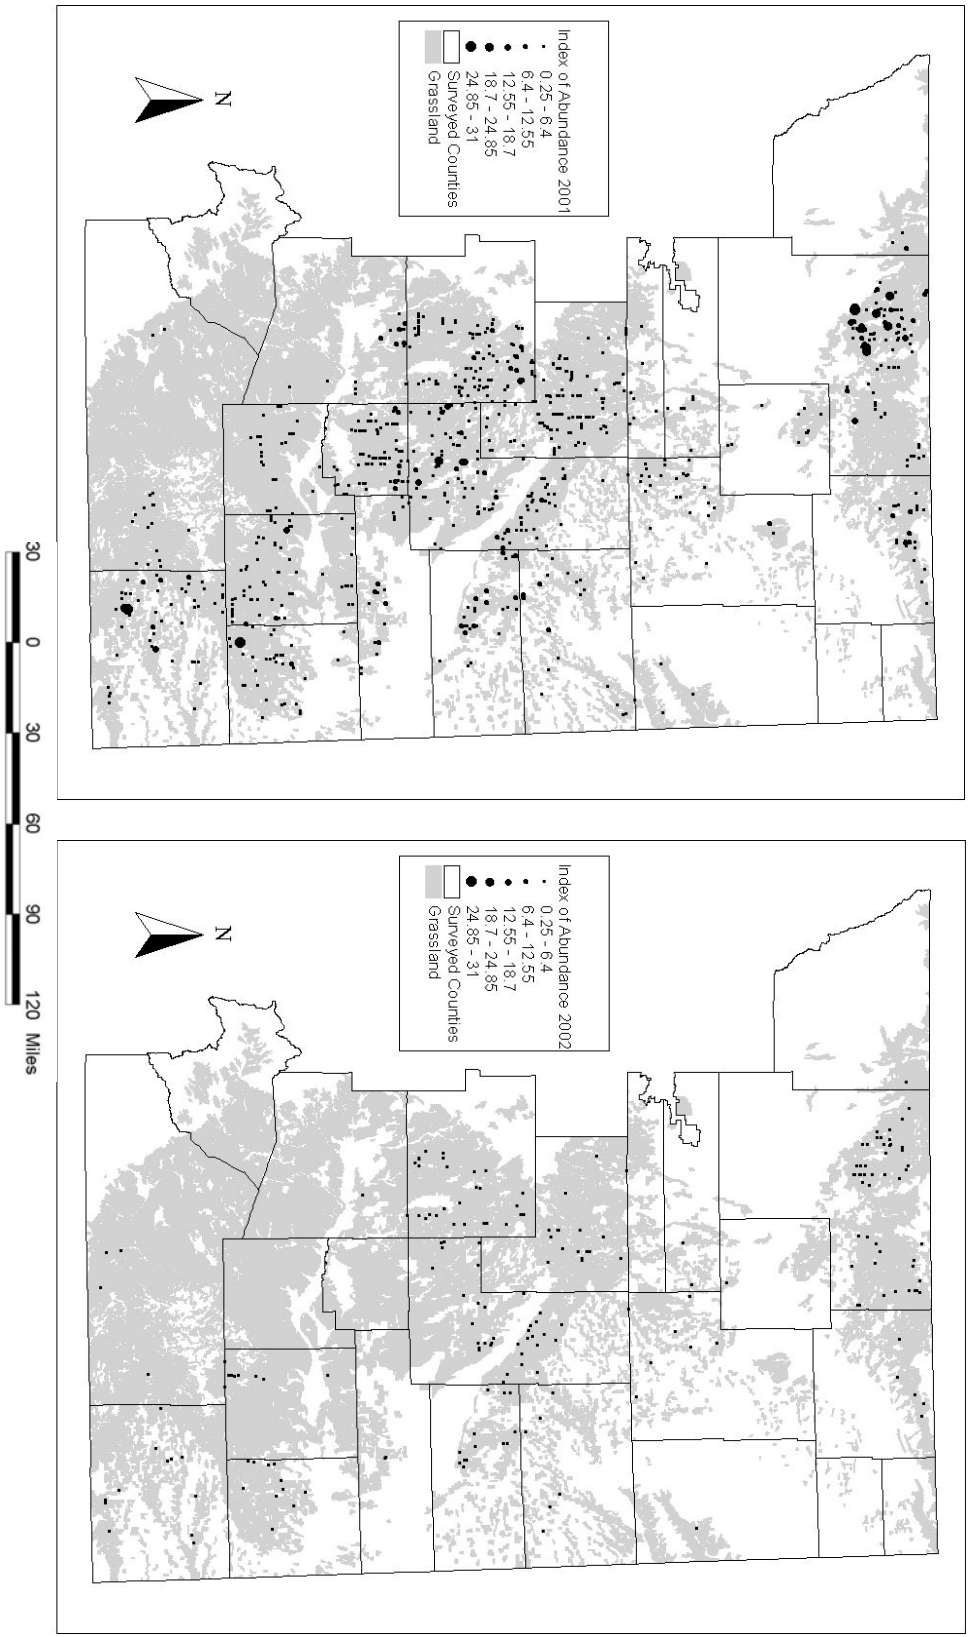 Index of Abundance 2001
0.25 - 6.4
6.4 - 12.55
12.55 - 18.7
18.7 - 24.85
24.85 - 31
Surveyed Counties
Grassland
N
Index of Abundance 2002
0.25 - 6.4
6.4 - 12.55
12.55 - 18.7
18.7 - 24.85
24.85 - 31
Surveyed Counties
Grassland
N
30 0 30 60 90 120 Miles